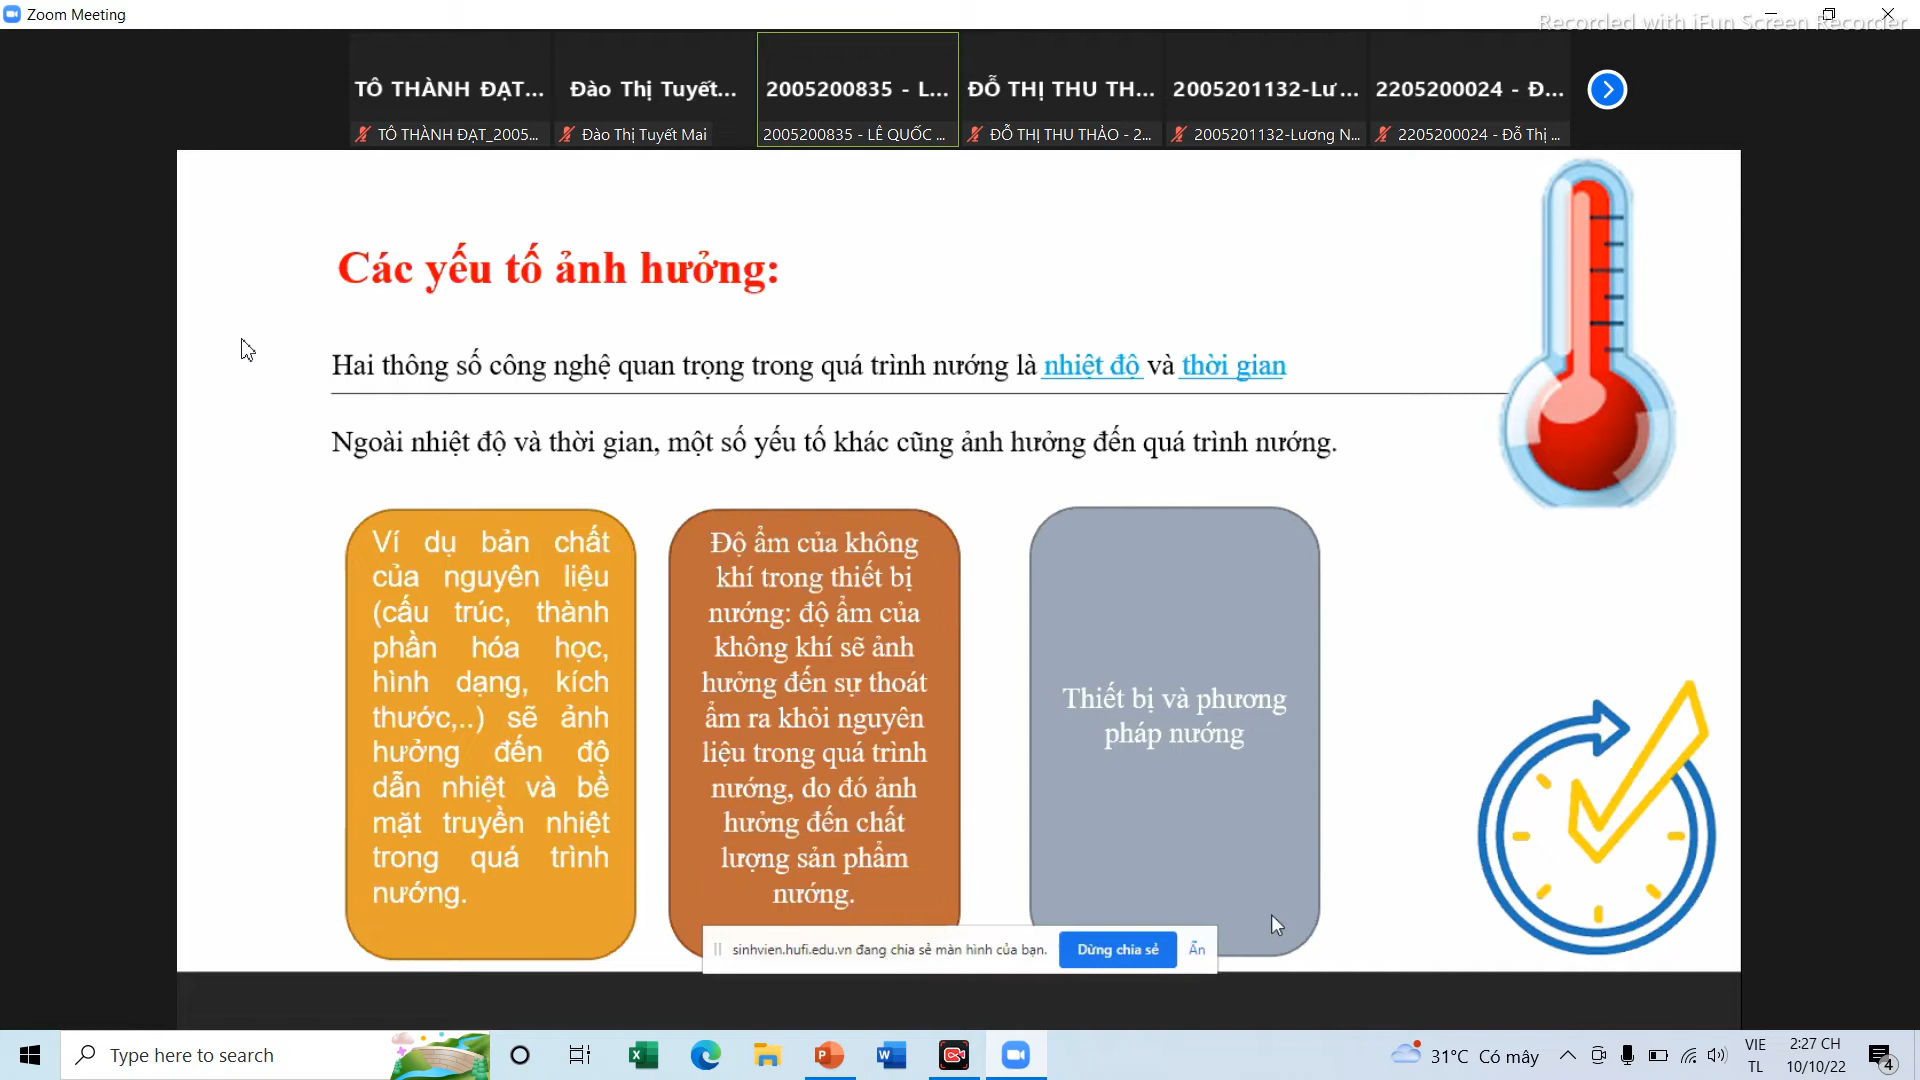 Zoom Meeting
Recorded with iFun Screen Recorder
TÔ THÀNH ĐẠT...
Đào Thị Tuyết...
2005200835 - L...
ĐỖ THỊ THU TH...
2005201132-Lư...
2205200024 - Đ...
TÔ THÀNH ĐẠT_2005...
Đào Thị Tuyết Mai
2005200835 - LÊ QUỐC ...
ĐỖ THỊ THU THẢO - 2...
2005201132-Lương N...
2205200024 - Đỗ Thị ...
Các yếu tố ảnh hưởng:
Hai thông số công nghệ quan trọng trong quá trình nướng là nhiệt độ và thời gian
Ngoài nhiệt độ và thời gian, một số yếu tố khác cũng ảnh hưởng đến quá trình nướng.
Ví dụ bản chất
của nguyên liệu
(cấu trúc, thành
phần hóa học,
hình dạng, kích
thước,..) sẽ ảnh
hưởng đến độ
dẫn nhiệt và bề
mặt truyền nhiệt
trong quá trình
nướng.
Độ ẩm của không
khí trong thiết bị
nướng: độ ẩm của
không khí sẽ ảnh
hưởng đến sự thoát
ẩm ra khỏi nguyên
liệu trong quá trình
nướng, do đó ảnh
hưởng đến chất
lượng sản phẩm
nướng.
Thiết bị và phương
pháp nướng
sinhvien.hufi.edu.vn đang chia sẻ màn hình của bạn.
Dừng chia sẻ
Ẩn
Type here to search
31°C Có mây
VIE
TL
2:27 CH
10/10/22
4